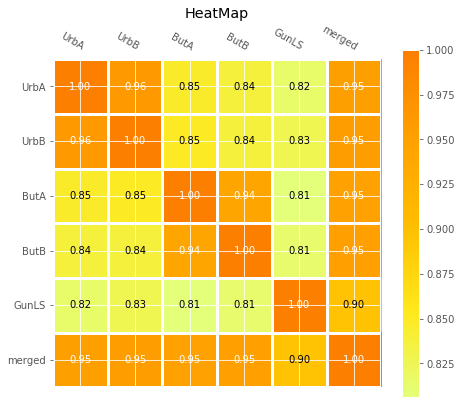 HeatMap
UrbA UrbB ButA ButB GunLS merged
UrbA 1.00 0.96 0.85 0.84 0.82 0.95
UrbB 0.96 1.00 0.85 0.84 0.83 0.95
ButA 0.85 0.85 1.00 0.94 0.81 0.95
ButB 0.84 0.84 0.94 1.00 0.81 0.95
GunLS 0.82 0.83 0.81 0.81 1.00 0.90
merged 0.95 0.95 0.95 0.95 0.90 1.00
1.000
0.975
0.950
0.925
0.900
0.875
0.850
0.825